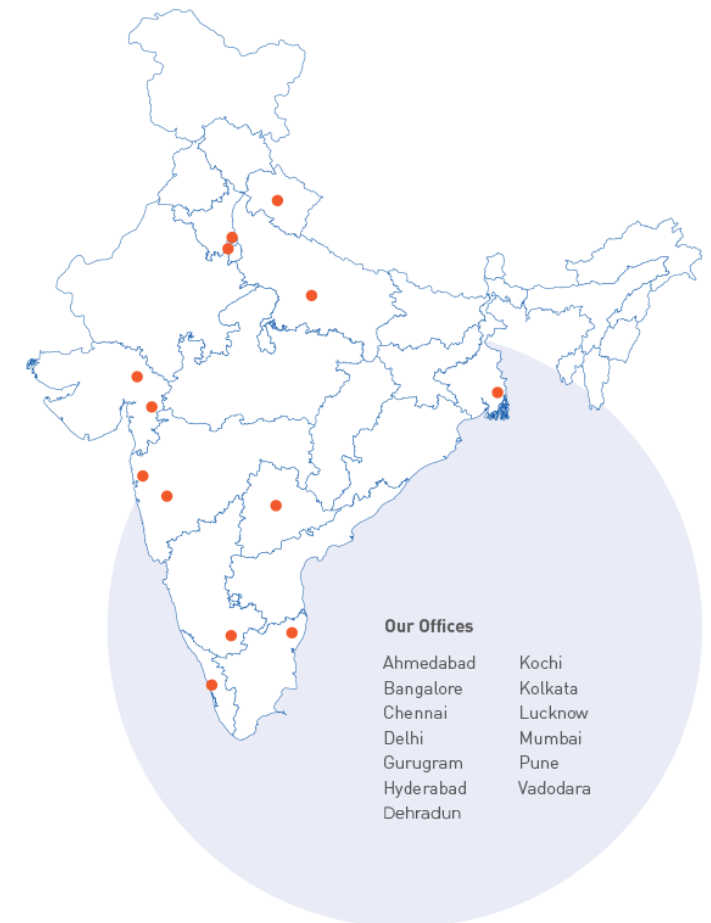 Our Offices
Ahmedabad
Bangalore
Chennai
Delhi
Gurugram
Hyderabad
Dehradun
Kochi
Kolkata
Lucknow
Mumbai
Pune
Vadodara